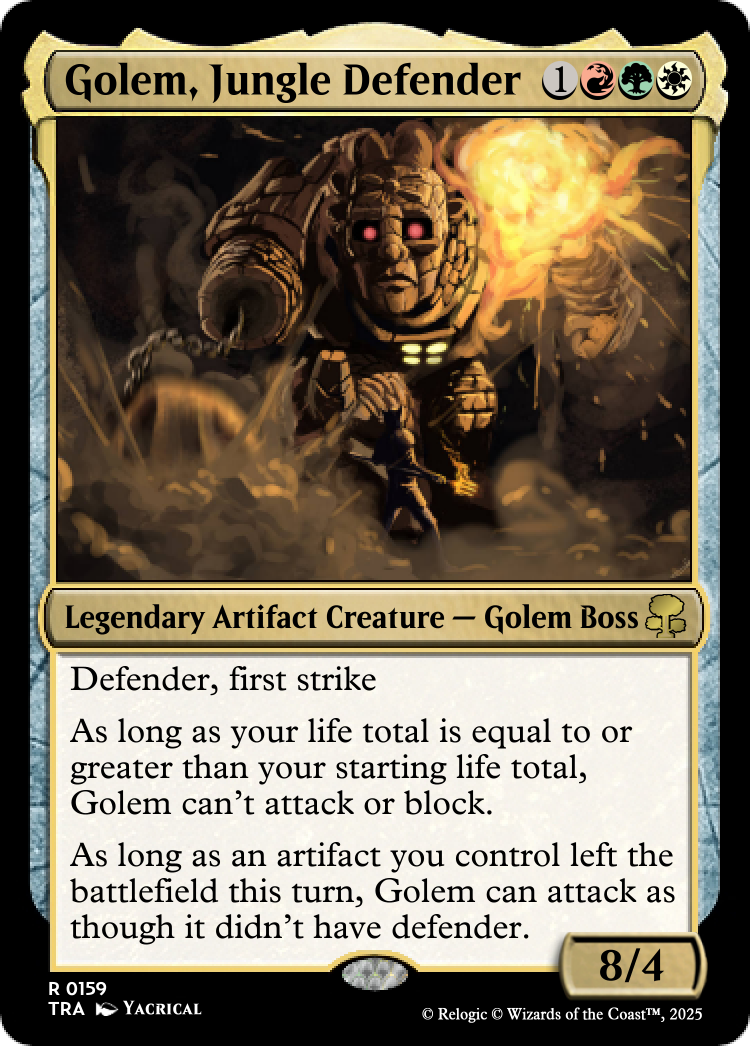 Golem, Jungle Defender 1
Legendary Artifact Creature — Golem Boss
Defender, first strike
As long as your life total is equal to or
greater than your starting life total,
Golem can't attack or block.
As long as an artifact you control left the
battlefield this turn, Golem can attack as
though it didn't have defender.
8/4
R 0159
TRA Yacrical
© Relogic © Wizards of the Coast™, 2025